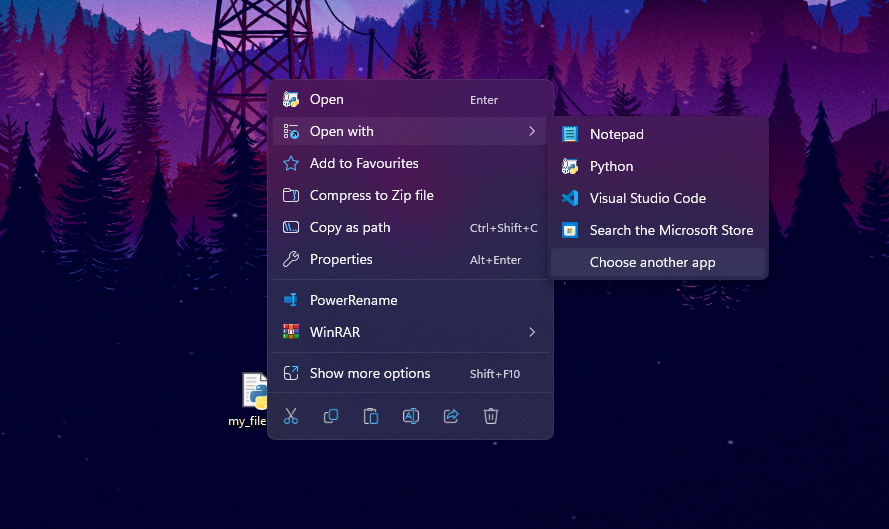 Open Enter
Open with
Add to Favourites
Compress to Zip file
Copy as path Ctrl+Shift+C
Properties Alt+Enter
PowerRename
WinRAR
Show more options Shift+F10
Notepad
Python
Visual Studio Code
Search the Microsoft Store
Choose another app
my_file